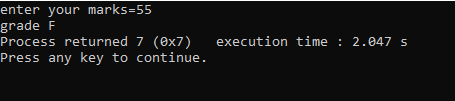 enter your marks=55
grade F
Process returned 7 (0x7)   execution time : 2.047 s
Press any key to continue.